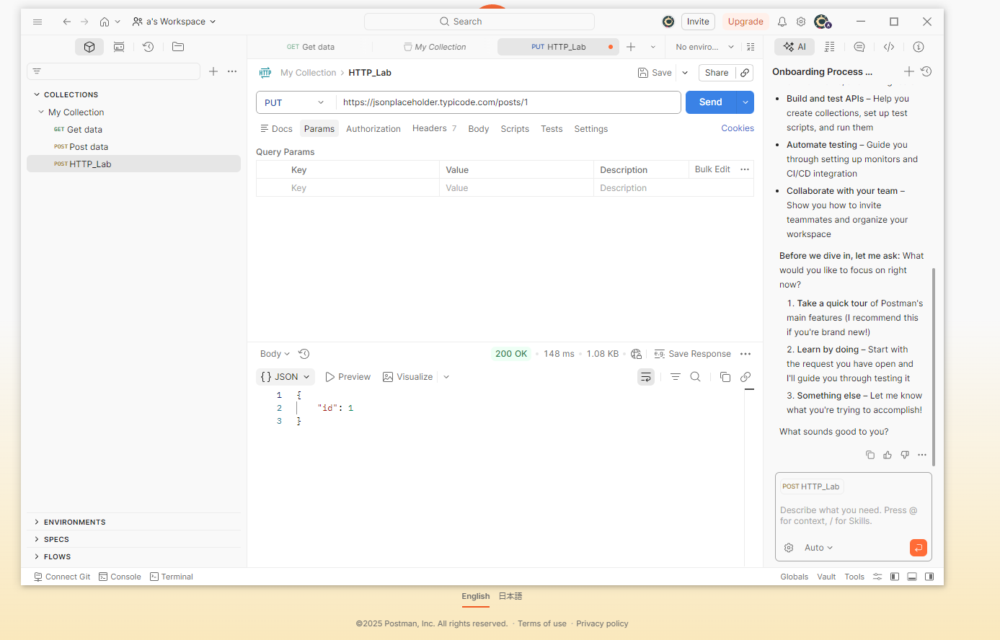 a's Workspace
Search
Invite
Upgrade
GET Get data
My Collection
PUT HTTP_Lab
No enviro...
AI
COLLECTIONS
My Collection
GET Get data
POST Post data
POST HTTP_Lab
ENVIRONMENTS
SPECS
FLOWS
HTTP My Collection > HTTP_Lab
Save
Share
PUT
https://jsonplaceholder.typicode.com/posts/1
Send
Docs
Params
Authorization
Headers 7
Body
Scripts
Tests
Settings
Cookies
Query Params
Key Value Description Bulk Edit
Key Value Description
Body
200 OK • 148 ms • 1.08 KB •
e.g. Save Response
{} JSON
Preview
Visualize
1 {
2 "id": 1
3 }
Onboarding Process ...
• Build and test APIs – Help you
create collections, set up test
scripts, and run them
• Automate testing – Guide you
through setting up monitors and
CI/CD integration
• Collaborate with your team –
Show you how to invite
teammates and organize your
workspace
Before we dive in, let me ask: What
would you like to focus on right
now?
1. Take a quick tour of Postman's
main features (I recommend this
if you're brand new!)
2. Learn by doing – Start with
the request you have open and
I'll guide you through testing it
3. Something else – Let me know
what you're trying to accomplish!
What sounds good to you?
POST HTTP_Lab
Describe what you need. Press @
for context, / for Skills.
Auto
Connect Git
Console
Terminal
Globals
Vault
Tools
English 日本語
©2025 Postman, Inc. All rights reserved. · Terms of use · Privacy policy